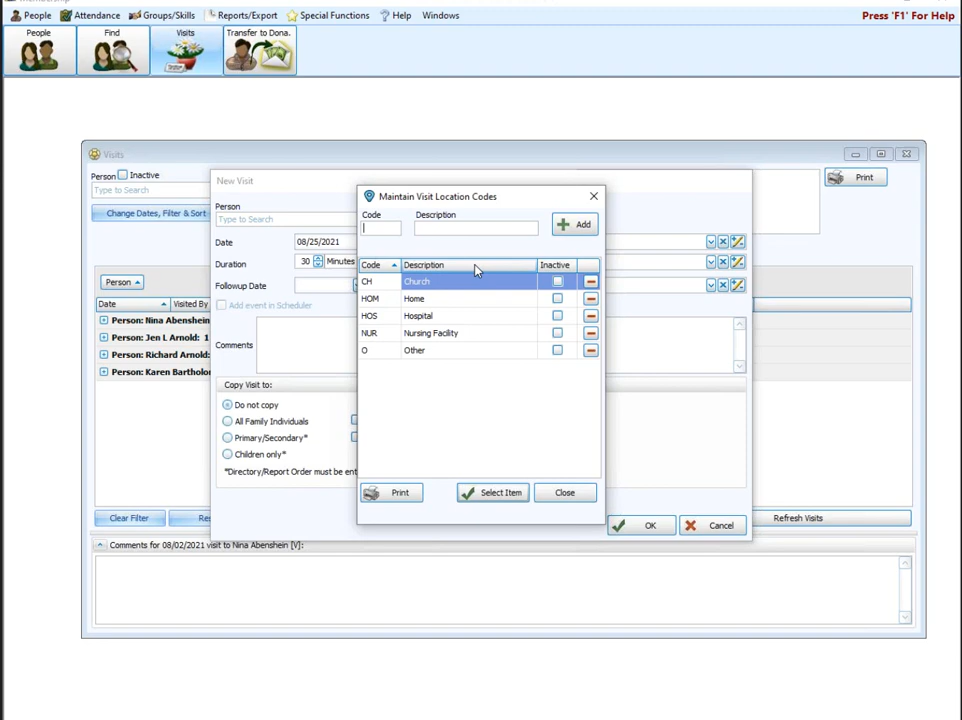 People Attendance Groups/Skills Reports/Export Special Functions Help Windows Press 'F1' For Help
People Find Visits Transfer to Dona.
Visits
Person Inactive
Type to Search
Print
Change Dates, Filter & Sort
Person
Date Visited By
Person: Nina Abenshein
Person: Jen L Arnold: 1
Person: Richard Arnold:
Person: Karen Bartholo
Clear Filter
Refresh Visits
Comments for 08/02/2021 visit to Nina Abenshein [V]:
New Visit
Person
Type to Search
Date 08/25/2021
Duration 30 Minutes
Followup Date
Add event in Scheduler
Comments
Copy Visit to:
Do not copy
All Family Individuals
Primary/Secondary*
Children only*
*Directory/Report Order must be ent
OK Cancel
Maintain Visit Location Codes
Code Description
Add
Code Description Inactive
CH Church
HOM Home
HOS Hospital
NUR Nursing Facility
O Other
Print Select Item Close